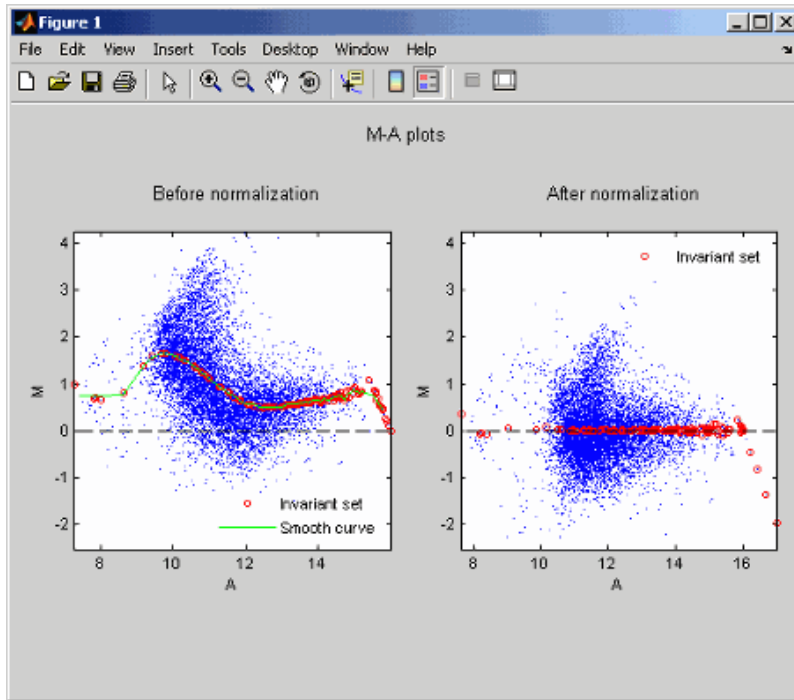 Figure 1
File Edit View Insert Tools Desktop Window Help
M-A plots
Before normalization
4
3
2
1
0
-1
-2
M
8 10 12 14
A
Invariant set
Smooth curve
After normalization
4
3
2
1
0
-1
-2
M
8 10 12 14 16
A
Invariant set